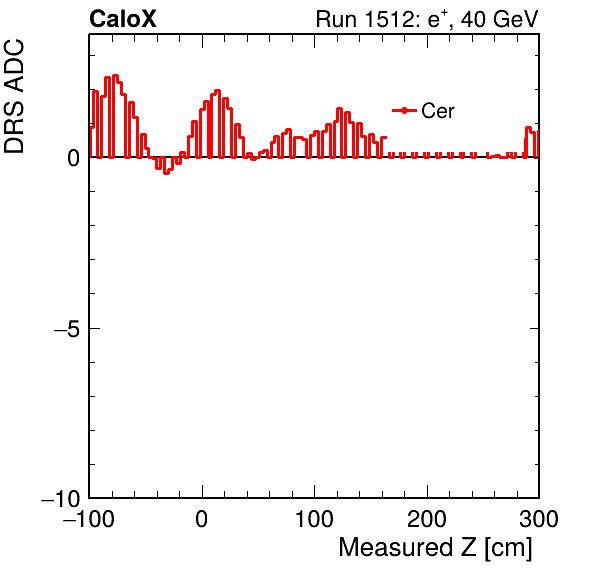 CaloX Run 1512: e⁺, 40 GeV
DRS ADC
Cer
0
−5
−10
−100 0 100 200 300
Measured Z [cm]